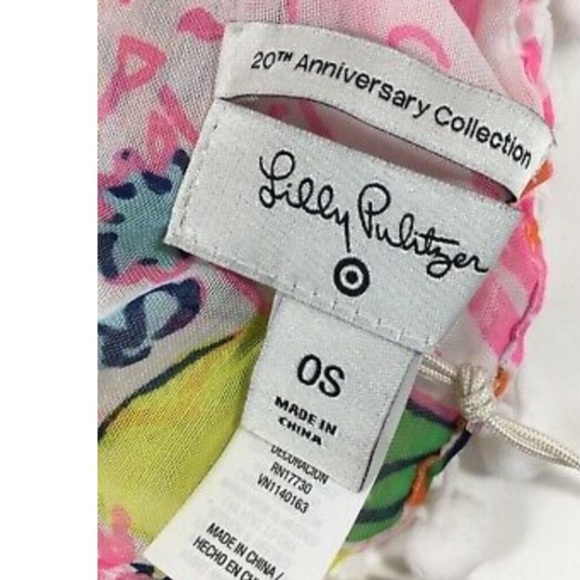 20TH Anniversary Collection
Lilly Pulitzer
OS
MADE IN
CHINA
DECORACION
RN17730
VN1140163
MADE IN CHINA /
HECHO EN